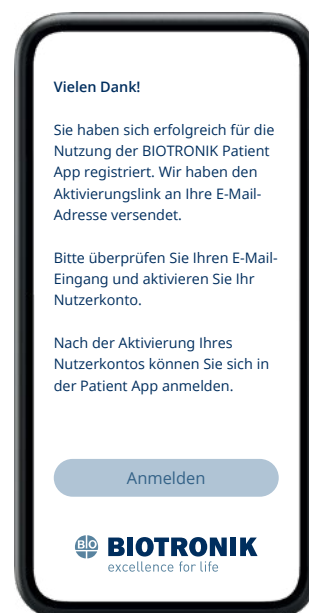 Vielen Dank!
Sie haben sich erfolgreich für die
Nutzung der BIOTRONIK Patient
App registriert. Wir haben den
Aktivierungslink an Ihre E-Mail-
Adresse versendet.
Bitte überprüfen Sie Ihren E-Mail-
Eingang und aktivieren Sie Ihr
Nutzerkonto.
Nach der Aktivierung Ihres
Nutzerkontos können Sie sich in
der Patient App anmelden.
Anmelden
BIO BIOTRONIK
excellence for life